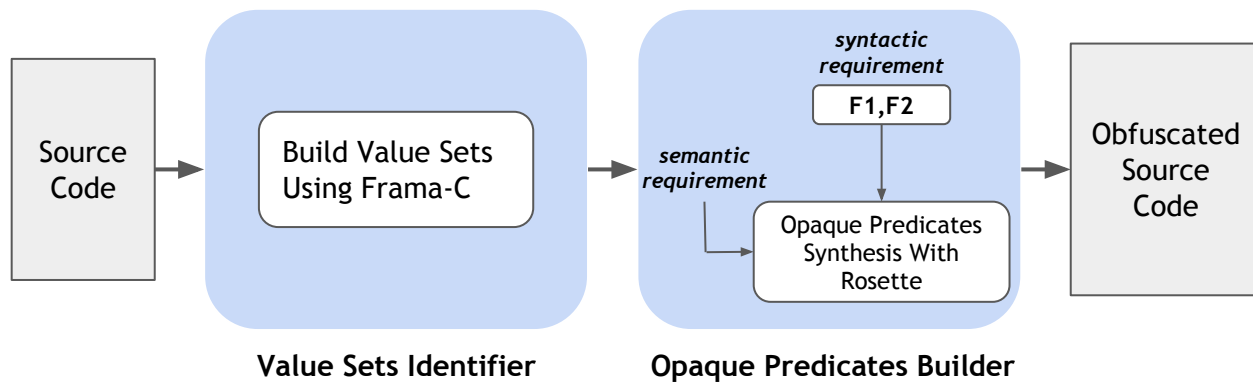 Source
Code
Build Value Sets
Using Frama-C
Value Sets Identifier
syntactic
requirement
F1,F2
semantic
requirement
Opaque Predicates
Synthesis With
Rosette
Opaque Predicates Builder
Obfuscated
Source
Code